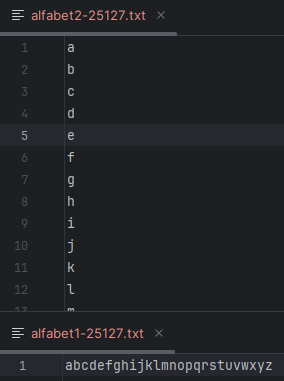 alfabet2-25127.txt
1 a
2 b
3 c
4 d
5 e
6 f
7 g
8 h
9 i
10 j
11 k
12 l
13 m
alfabet1-25127.txt
1 abcdefghijklmnopqrstuvwxyz